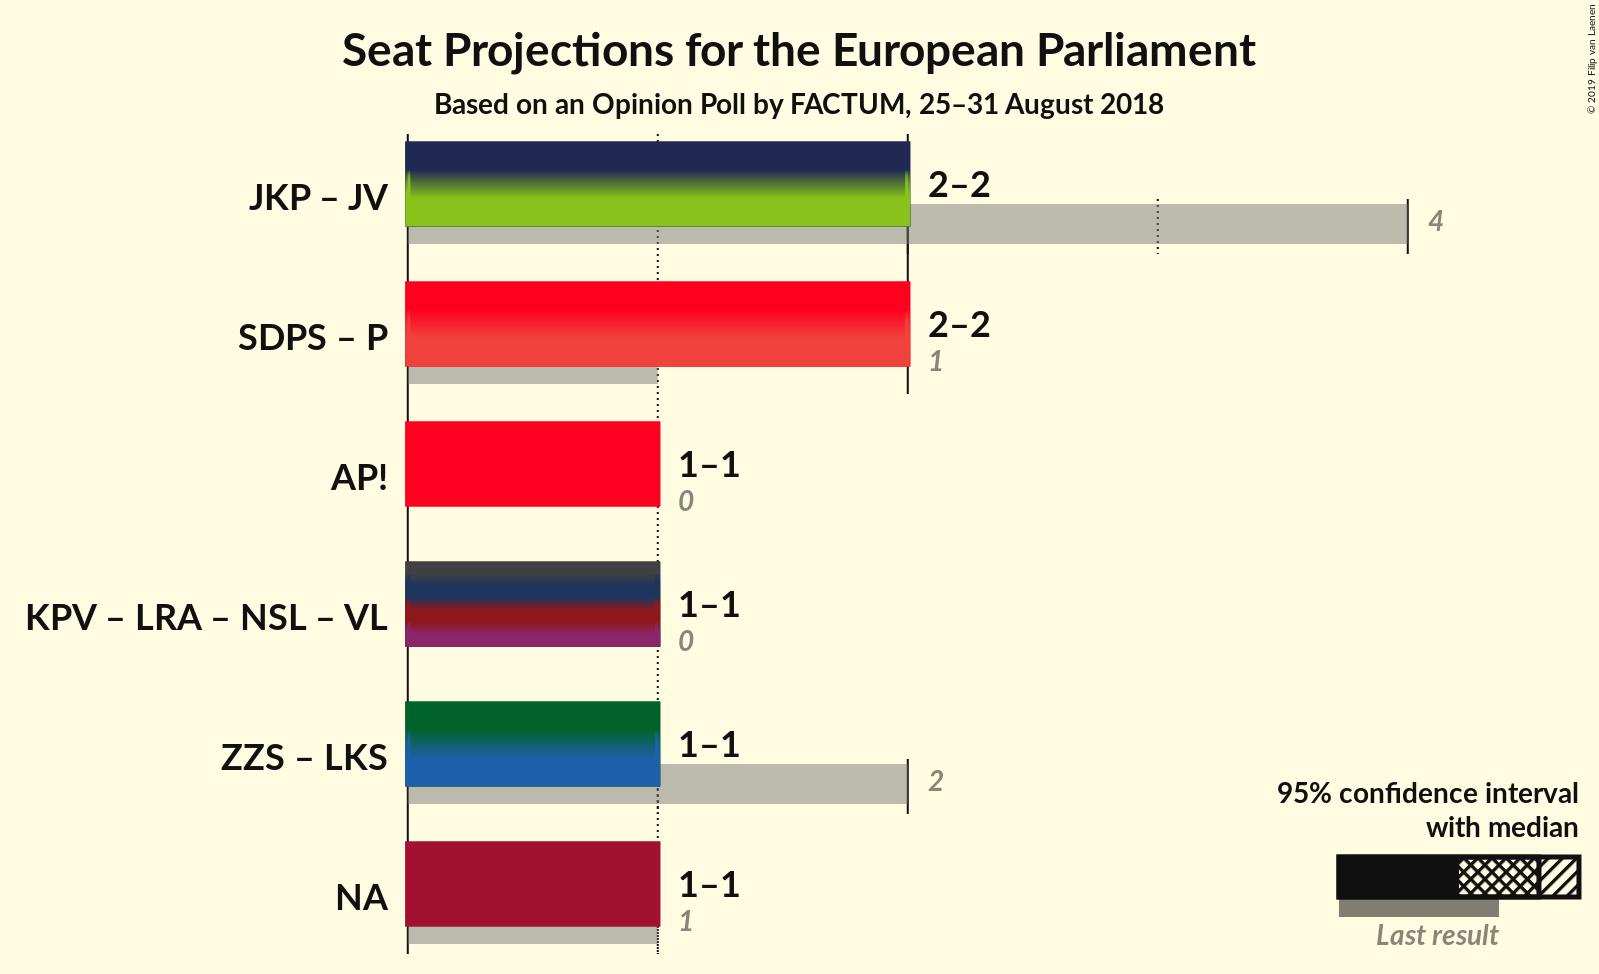 Seat Projections for the European Parliament
Based on an Opinion Poll by FACTUM, 25–31 August 2018
© 2019 Filip van Laenen
JKP – JV
2–2
4
SDPS – P
2–2
1
AP!
1–1
0
KPV – LRA – NSL – VL
1–1
0
ZZS – LKS
1–1
2
NA
1–1
1
95% confidence interval
with median
Last result